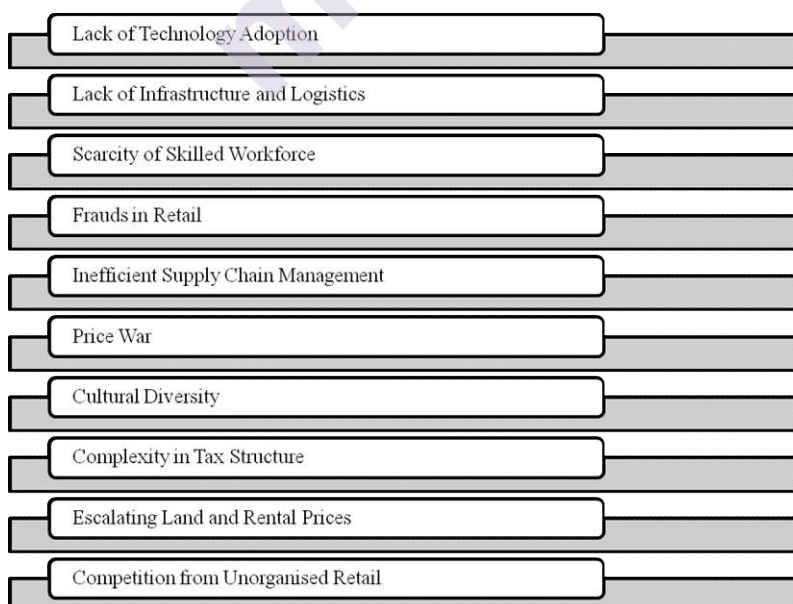 Lack of Technology Adoption
Lack of Infrastructure and Logistics
Scarcity of Skilled Workforce
Frauds in Retail
Inefficient Supply Chain Management
Price War
Cultural Diversity
Complexity in Tax Structure
Escalating Land and Rental Prices
Competition from Unorganised Retail